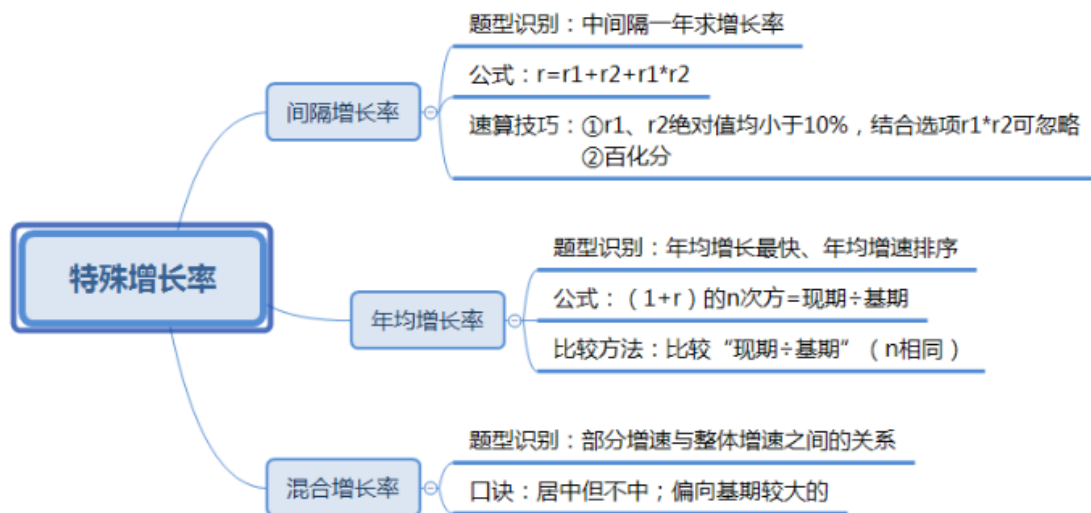 特殊增长率
间隔增长率
题型识别：中间隔一年求增长率
公式：r=r1+r2+r1*r2
速算技巧：①r1、r2绝对值均小于10%，结合选项r1*r2可忽略
②百化分
年均增长率
题型识别：年均增长最快、年均增速排序
公式：（1+r）的n次方=现期÷基期
比较方法：比较“现期÷基期”（n相同）
混合增长率
题型识别：部分增速与整体增速之间的关系
口诀：居中但不中；偏向基期较大的